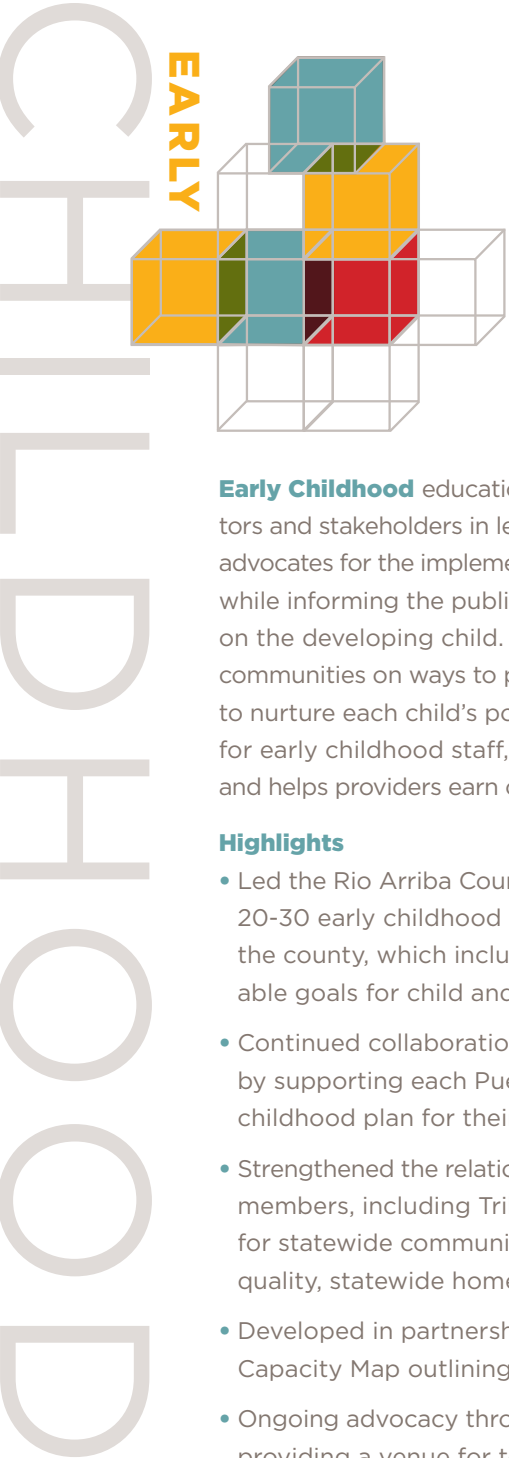 EARLY
CHILDHOOD
Early Childhood educatio
tors and stakeholders in le
advocates for the impleme
while informing the publi
on the developing child.
communities on ways to p
to nurture each child’s po
for early childhood staff,
and helps providers earn c
Highlights
• Led the Rio Arriba Cour
20-30 early childhood
the county, which inclu
able goals for child and
• Continued collaboratio
by supporting each Pue
childhood plan for thei
• Strengthened the relatio
members, including Tri
for statewide communi
quality, statewide home
• Developed in partnersh
Capacity Map outlining
• Ongoing advocacy thro
providing a venue for t